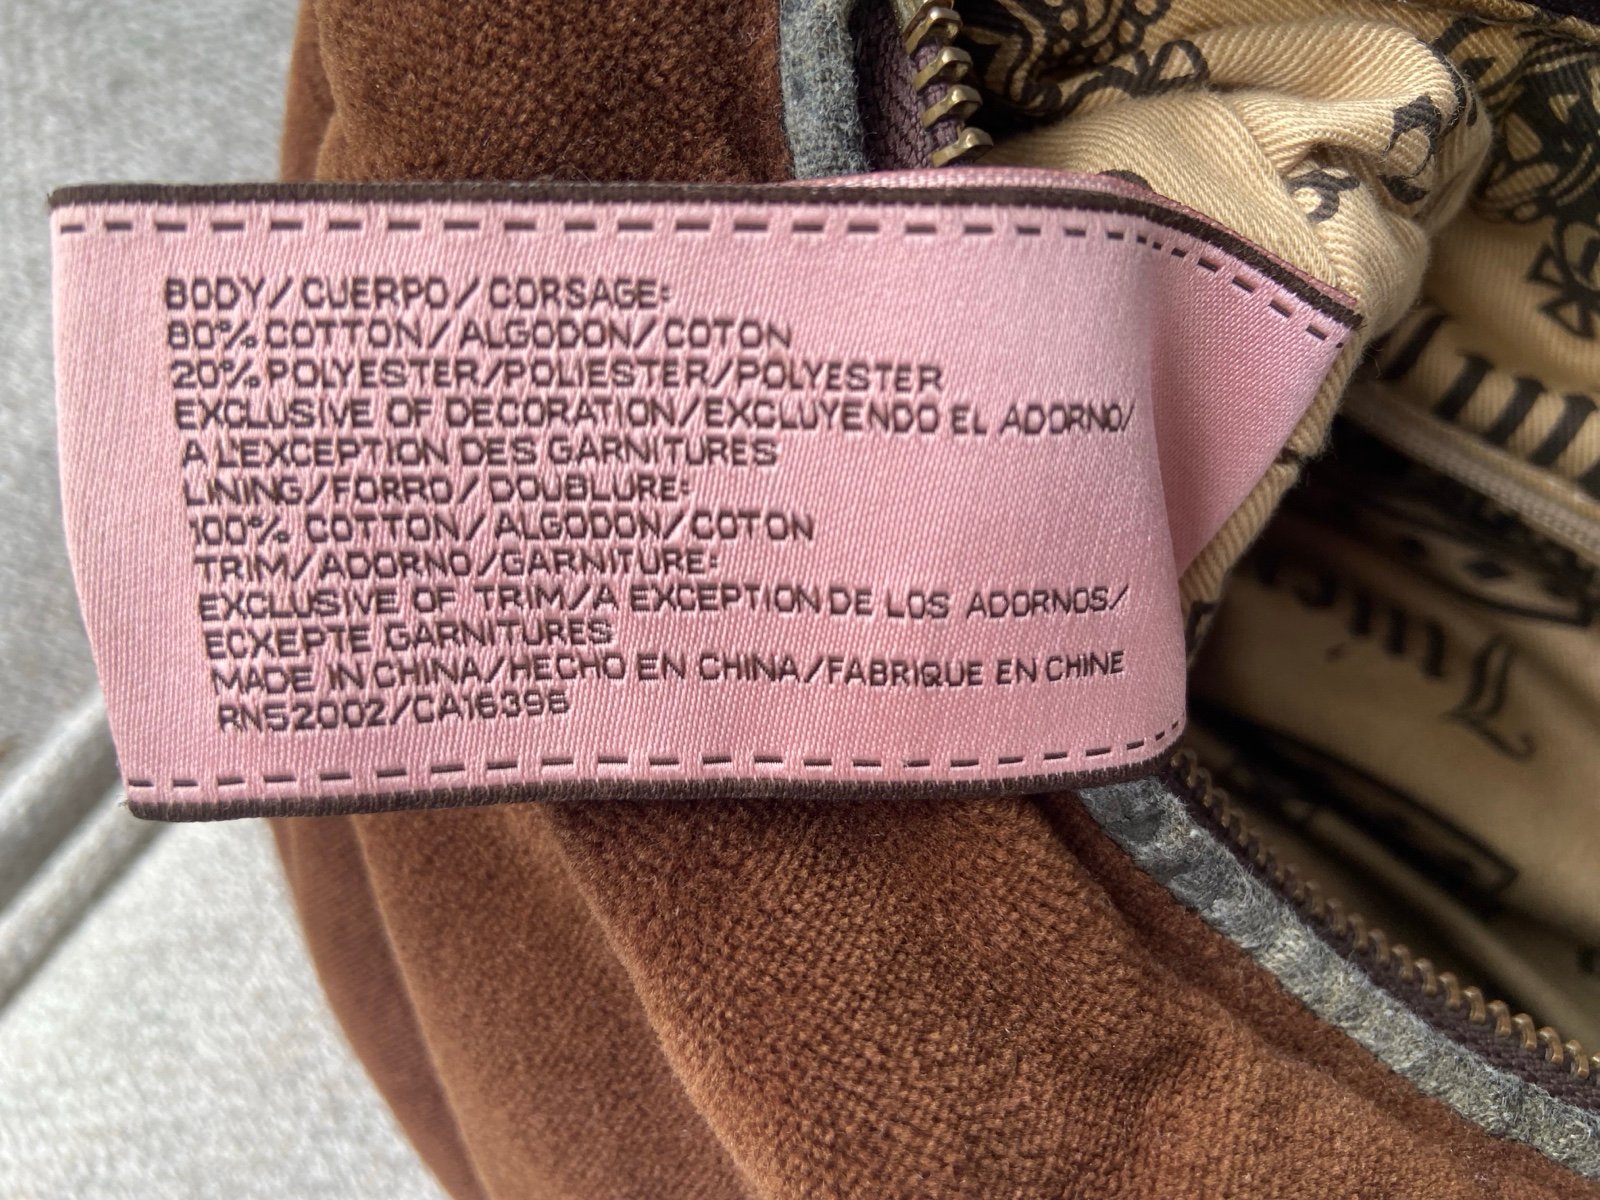 BODY/CUERPO/CORSAGE:
80% COTTON/ALGODON/COTON
20% POLYESTER/POLIESTER/POLYESTER
EXCLUSIVE OF DECORATION/EXCLUYENDO EL ADORNO/
A L'EXCEPTION DES GARNITURES
LINING/FORRO/DOUBLURE:
100% COTTON/ALGODON/COTON
TRIM/ADORNO/GARNITURE:
EXCLUSIVE OF TRIM/A EXCEPTION DE LOS ADORNOS/
ECXEPTE GARNITURES
MADE IN CHINA/HECHO EN CHINA/FABRIQUE EN CHINE
RN52002/CA16396